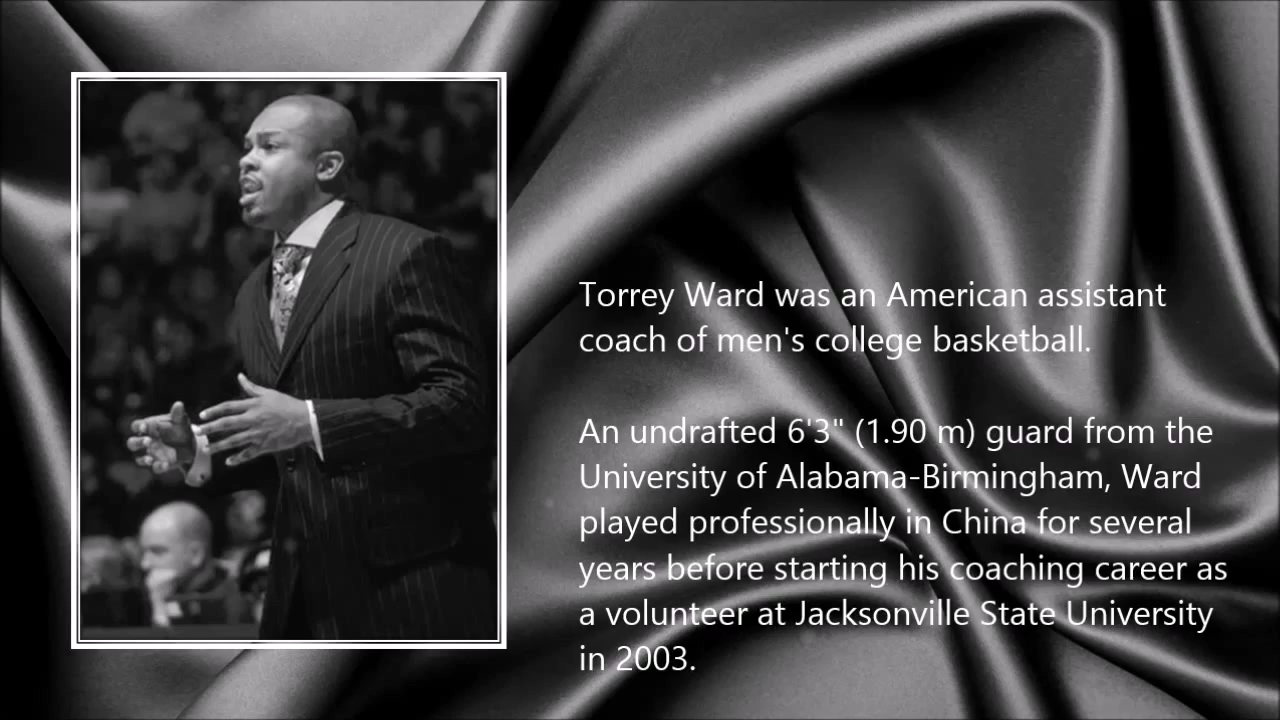 Torrey Ward was an American assistant
coach of men's college basketball.
An undrafted 6'3" (1.90 m) guard from the
University of Alabama-Birmingham, Ward
played professionally in China for several
years before starting his coaching career as
a volunteer at Jacksonville State University
in 2003.